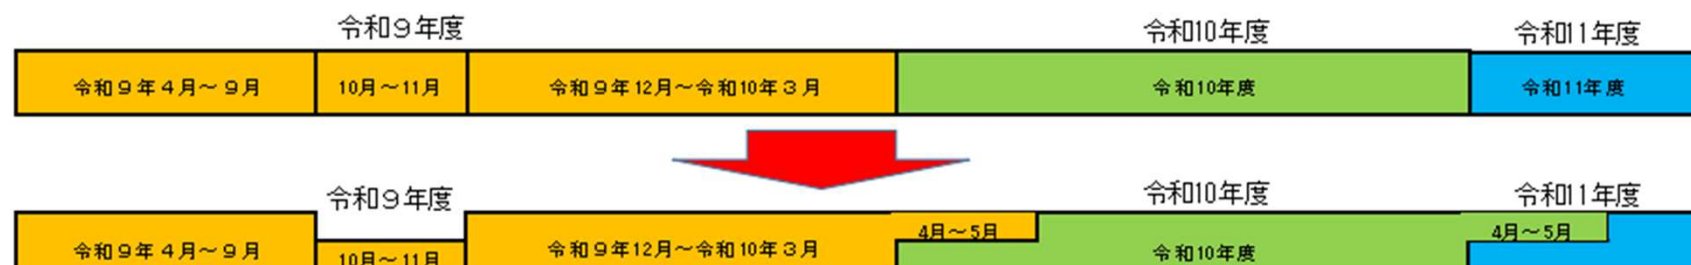 令和９年度 令和10年度 令和11年度
令和９年４月～９月 10月～11月 令和９年12月～令和10年３月 令和10年度 令和11年度
令和９年度 令和10年度 令和11年度
4月～5月 4月～5月
令和９年４月～９月 10月～11月 令和９年12月～令和10年３月 令和10年度